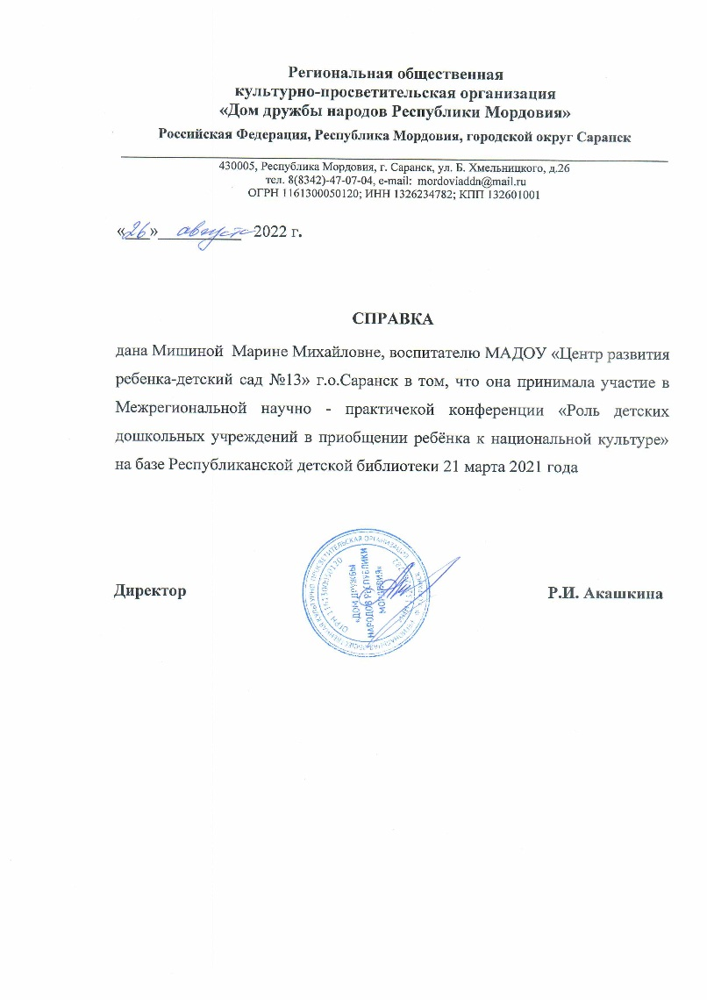 Региональная общественная
культурно-просветительская организация
«Дом дружбы народов Республики Мордовия»
Российская Федерация, Республика Мордовия, городской округ Саранск
430005, Республика Мордовия, г. Саранск, ул. Б. Хмельницкого, д.26
тел. 8(8342)-47-07-04, e-mail: mordoviaddn@mail.ru
ОГРН 1161300050120; ИНН 1326234782; КПП 132601001
«26» августа 2022 г.
СПРАВКА
дана Мишиной Марине Михайловне, воспитателю МАДОУ «Центр развития
ребенка-детский сад №13» г.о.Саранск в том, что она принимала участие в
Межрегиональной научно - практичекой конференции «Роль детских
дошкольных учреждений в приобщении ребёнка к национальной культуре»
на базе Республиканской детской библиотеки 21 марта 2021 года
Директор
Р.И. Акашкина
ОГРН 1161300050120
«ДОМ ДРУЖБЫ
НАРОДОВ РЕСПУБЛИКИ
МОРДОВИЯ»